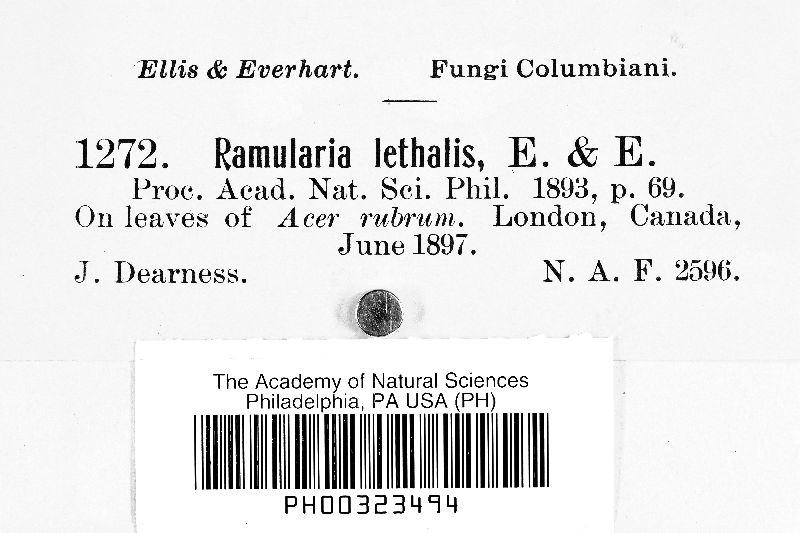 Ellis & Everhart. Fungi Columbiani.
1272. Ramularia lethalis, E. & E.
Proc. Acad. Nat. Sci. Phil. 1893, p. 69.
On leaves of Acer rubrum. London, Canada,
June 1897.
J. Dearness. N. A. F. 2596.
The Academy of Natural Sciences
Philadelphia, PA USA (PH)
PH00323494